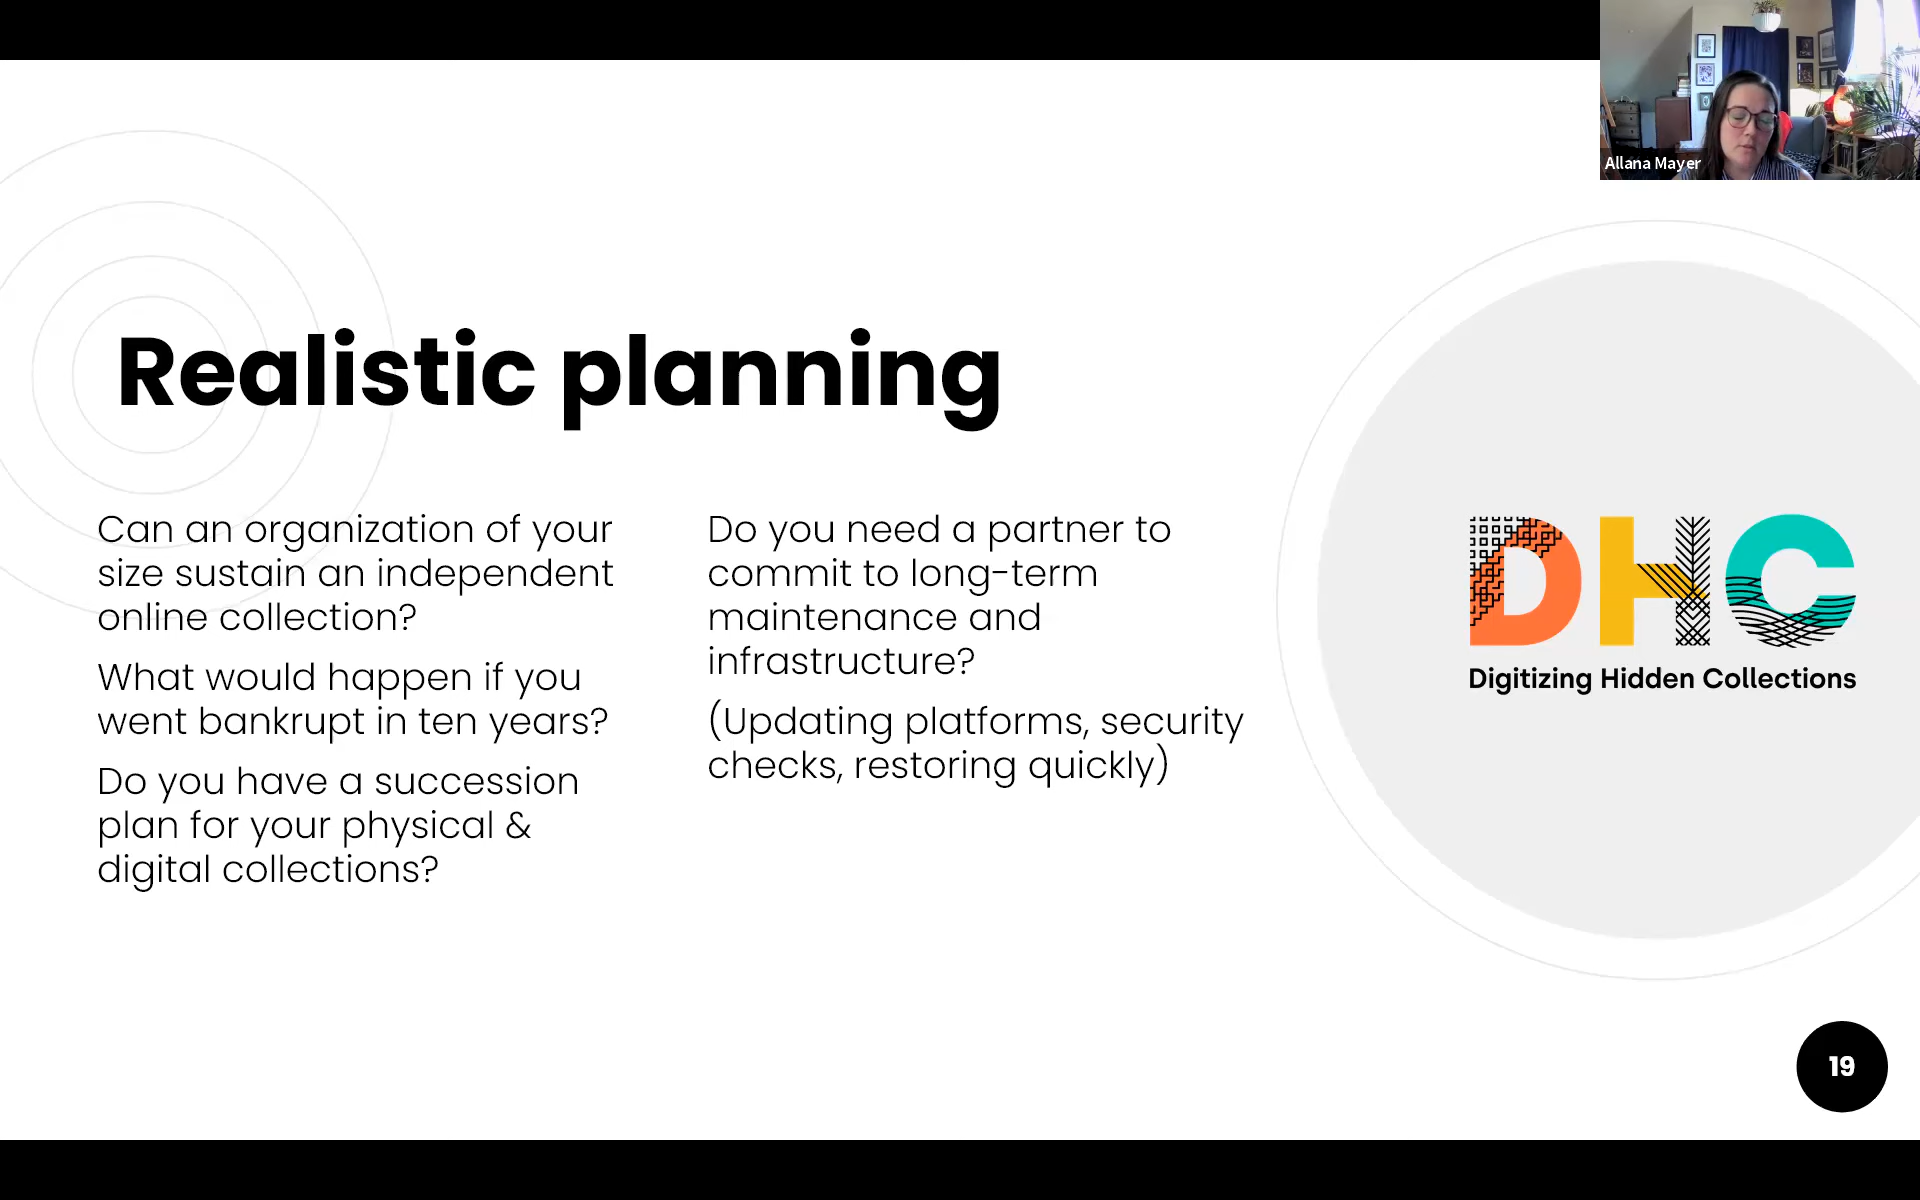 Allana Mayer
Realistic planning
Can an organization of your
size sustain an independent
online collection?
What would happen if you
went bankrupt in ten years?
Do you have a succession
plan for your physical &
digital collections?
Do you need a partner to
commit to long-term
maintenance and
infrastructure?
(Updating platforms, security
checks, restoring quickly)
DHC
Digitizing Hidden Collections
19